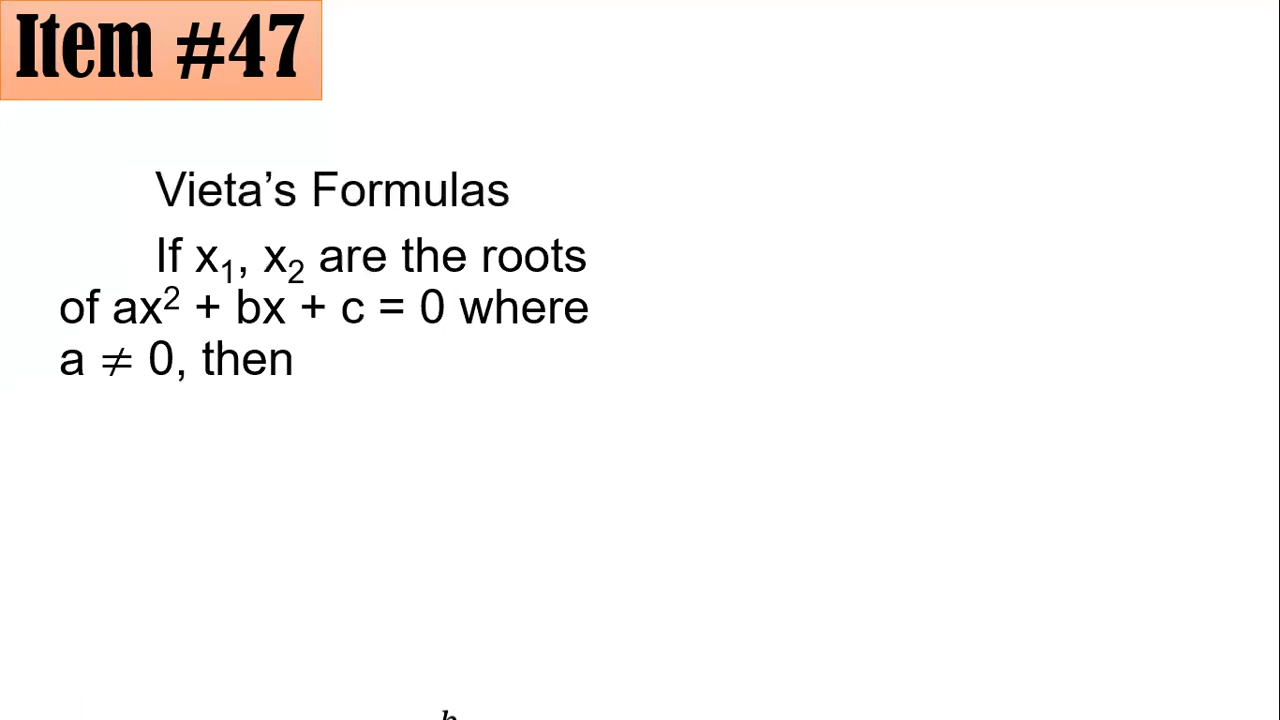 Item #47
Vieta’s Formulas
If x₁, x₂ are the roots
of ax² + bx + c = 0 where
a ≠ 0, then